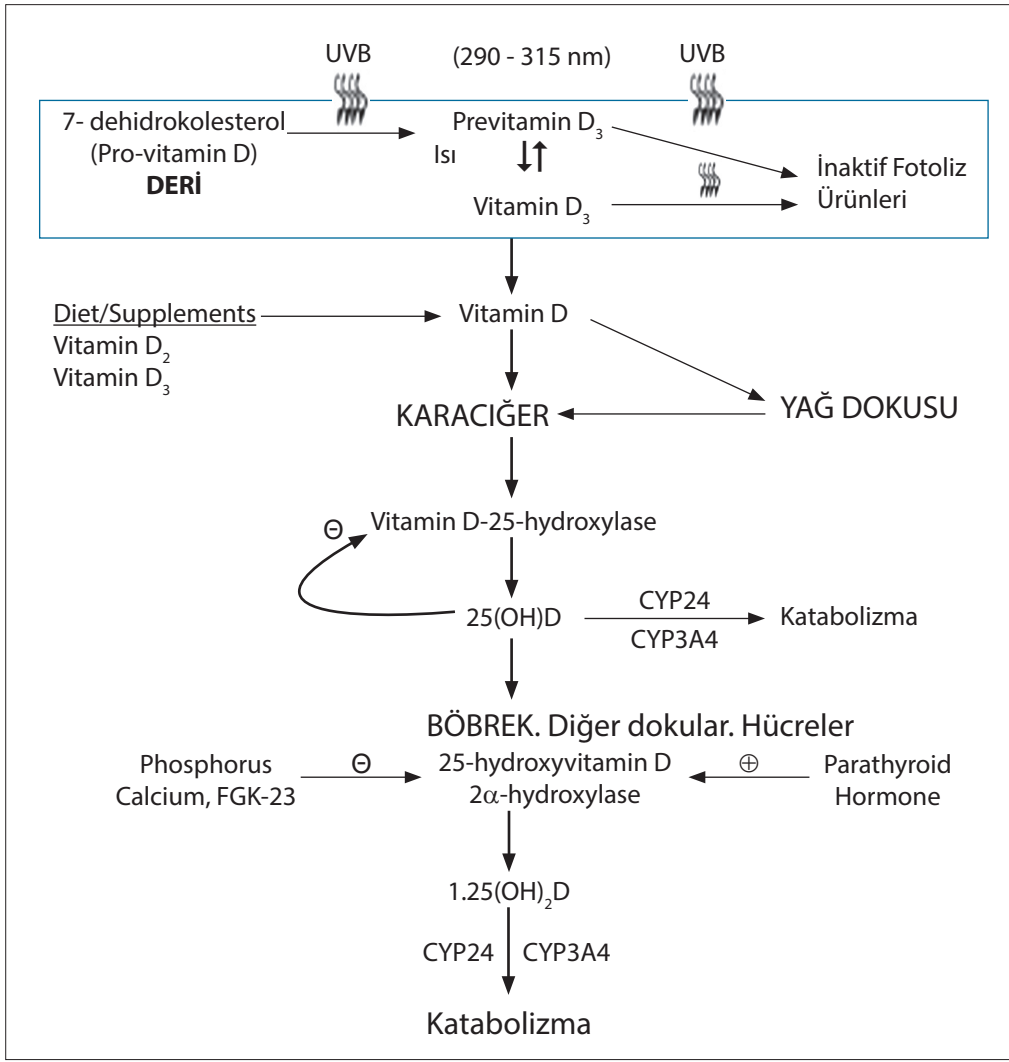 UVB (290 - 315 nm) UVB
7- dehidrokolesterol
(Pro-vitamin D)
DERİ
Previtamin D₃
Isı
Vitamin D₃
İnaktif Fotoliz
Ürünleri
Diet/Supplements
Vitamin D₂
Vitamin D₃
Vitamin D
KARACIĞER
YAĞ DOKUSU
Θ
Vitamin D-25-hydroxylase
25(OH)D
CYP24
CYP3A4
Katabolizma
BÖBREK. Diğer dokular. Hücreler
Phosphorus
Calcium, FGK-23
Θ
25-hydroxyvitamin D
2α-hydroxylase
⊕
Parathyroid
Hormone
1.25(OH)₂D
CYP24 CYP3A4
Katabolizma